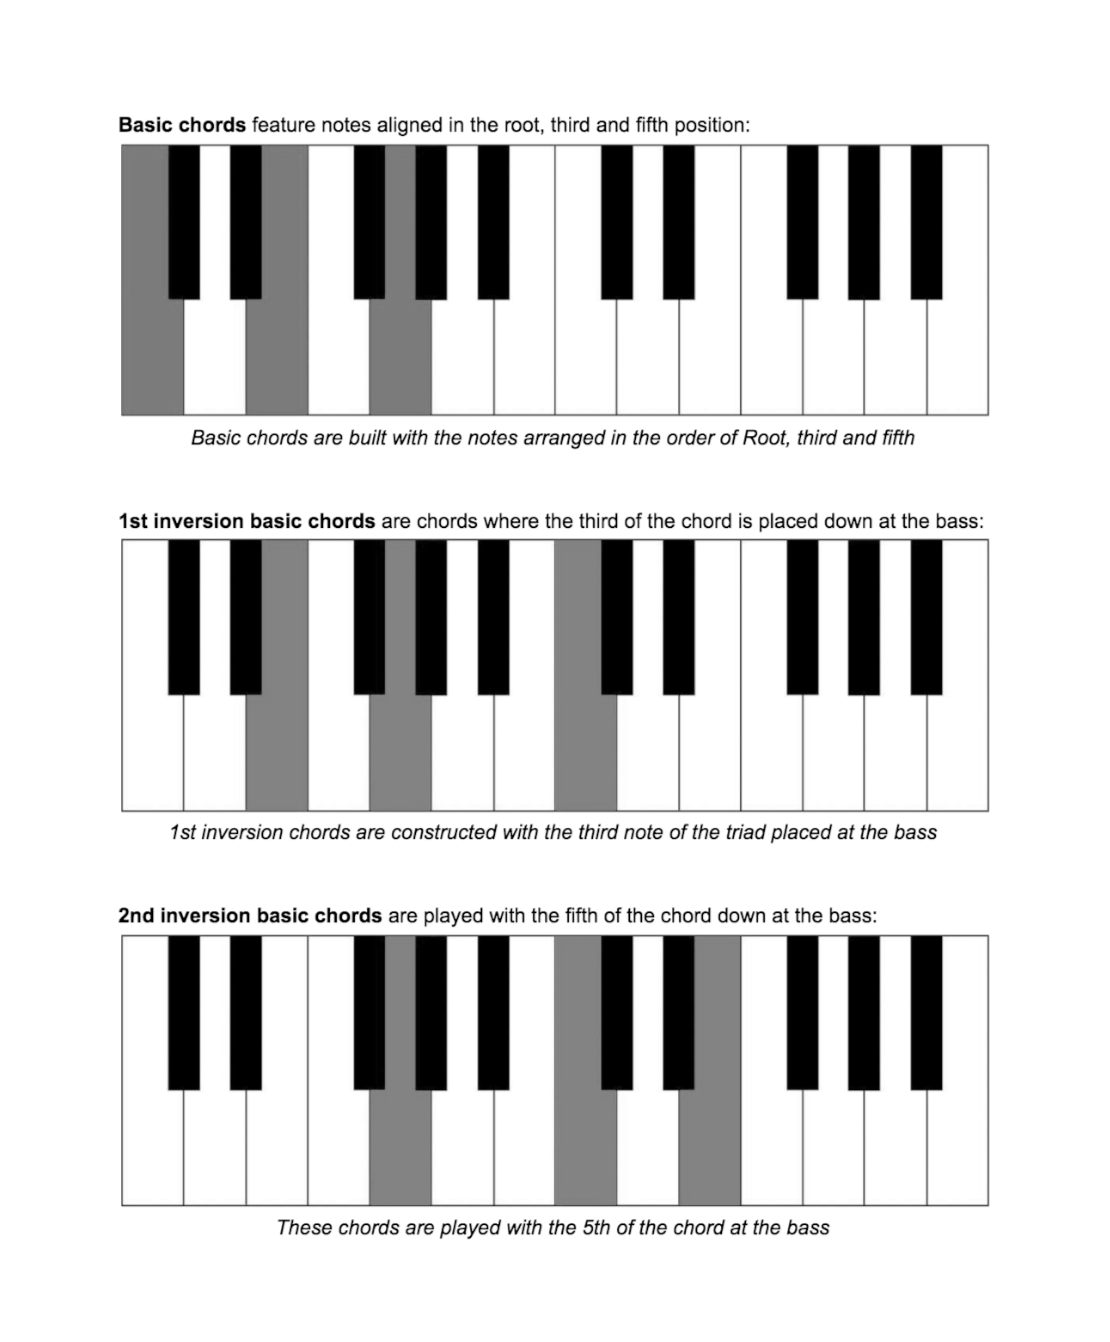 Basic chords feature notes aligned in the root, third and fifth position:
Basic chords are built with the notes arranged in the order of Root, third and fifth
1st inversion basic chords are chords where the third of the chord is placed down at the bass:
1st inversion chords are constructed with the third note of the triad placed at the bass
2nd inversion basic chords are played with the fifth of the chord down at the bass:
These chords are played with the 5th of the chord at the bass